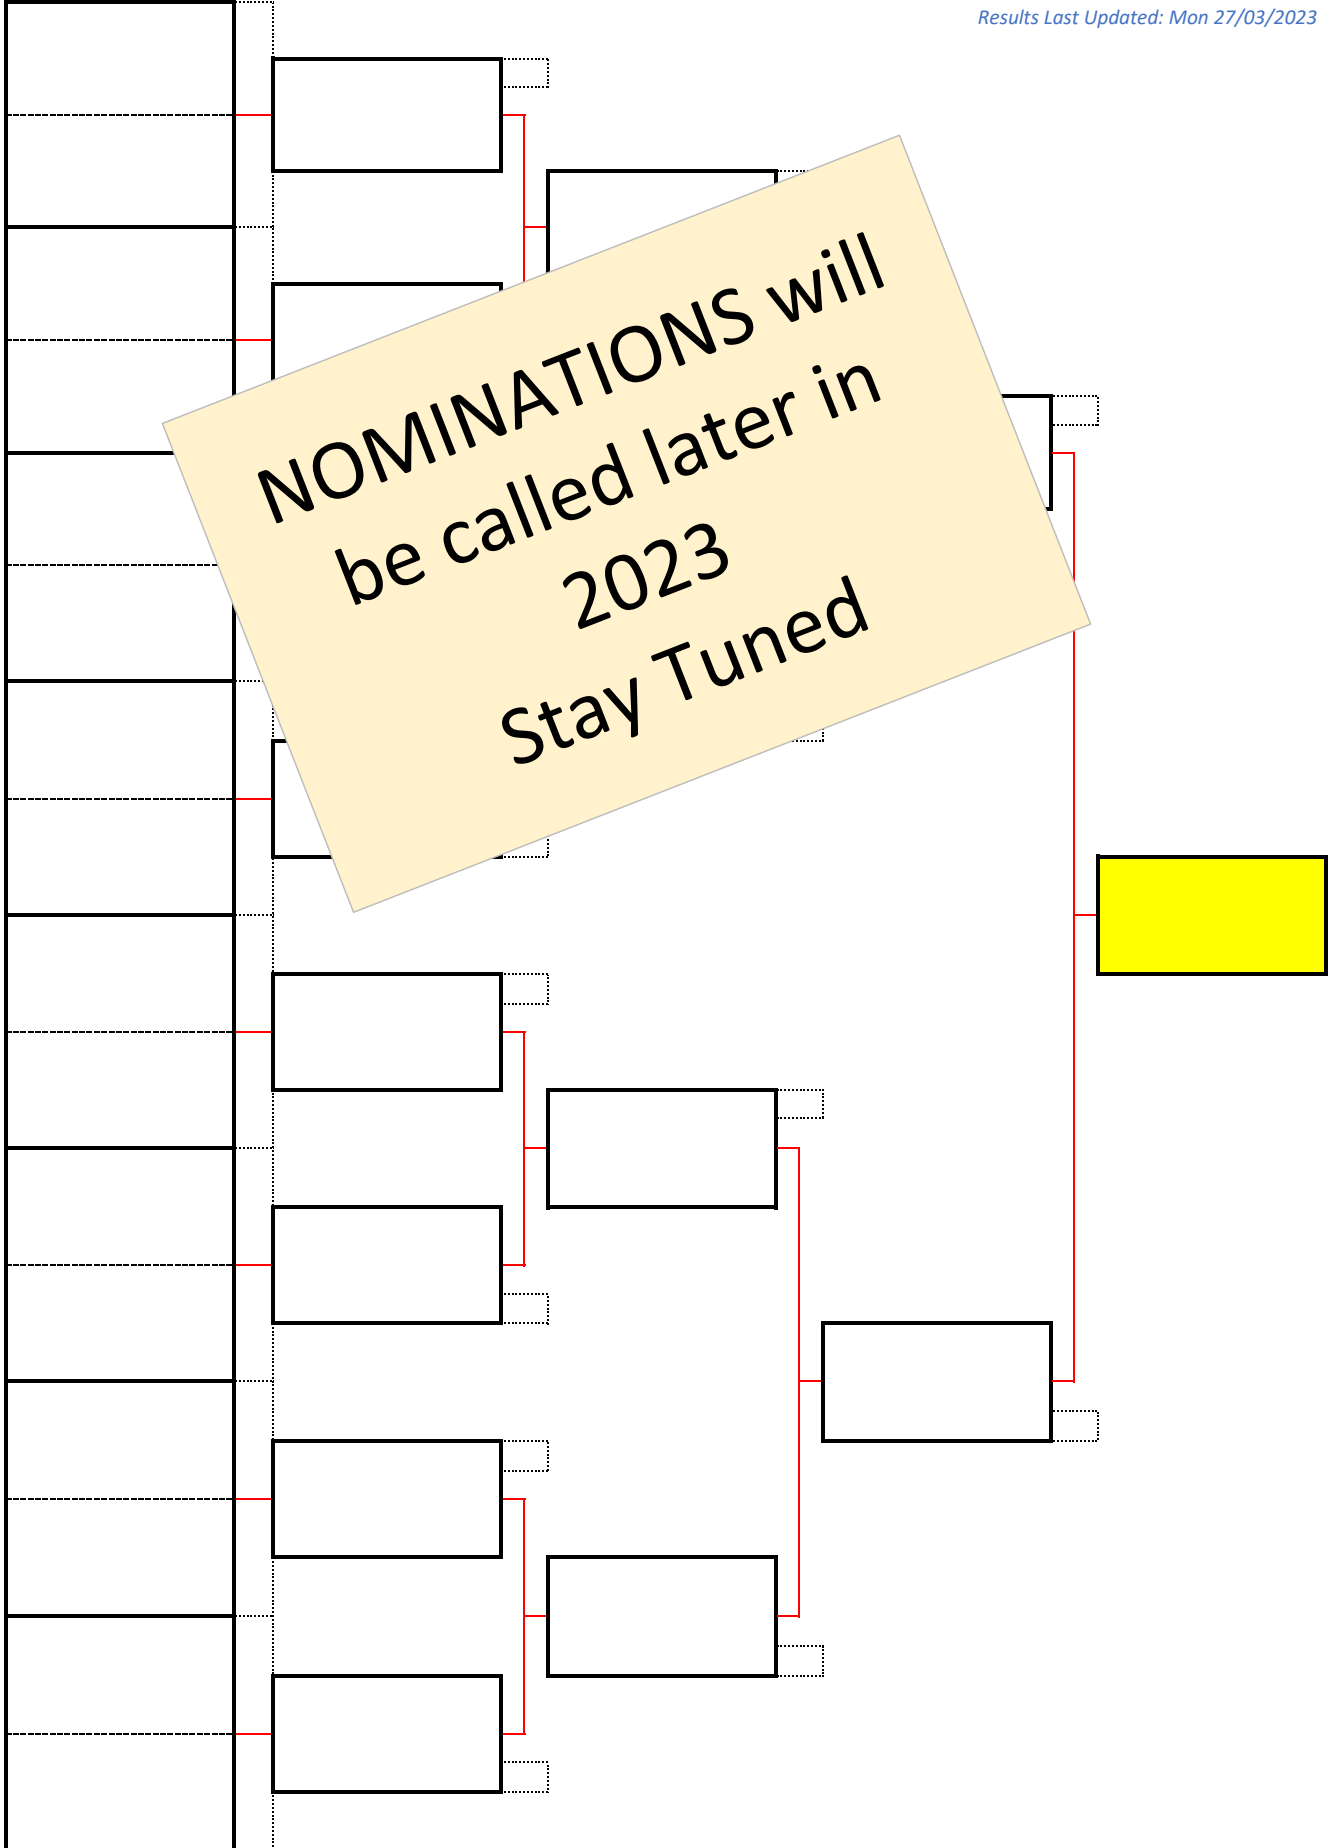 Results Last Updated: Mon 27/03/2023
NOMINATIONS will
be called later in
2023
Stay Tuned